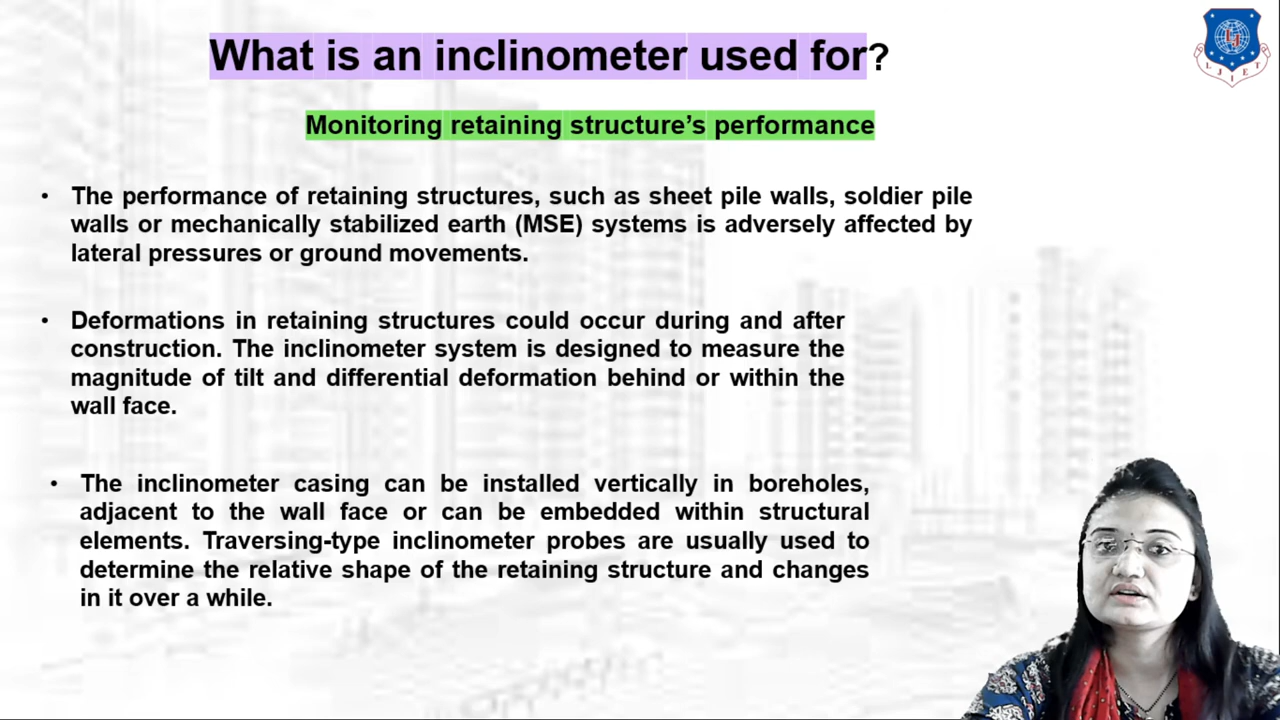 What is an inclinometer used for?
LJIET
Monitoring retaining structure’s performance
• The performance of retaining structures, such as sheet pile walls, soldier pile
walls or mechanically stabilized earth (MSE) systems is adversely affected by
lateral pressures or ground movements.
• Deformations in retaining structures could occur during and after
construction. The inclinometer system is designed to measure the
magnitude of tilt and differential deformation behind or within the
wall face.
• The inclinometer casing can be installed vertically in boreholes,
adjacent to the wall face or can be embedded within structural
elements. Traversing-type inclinometer probes are usually used to
determine the relative shape of the retaining structure and changes
in it over a while.